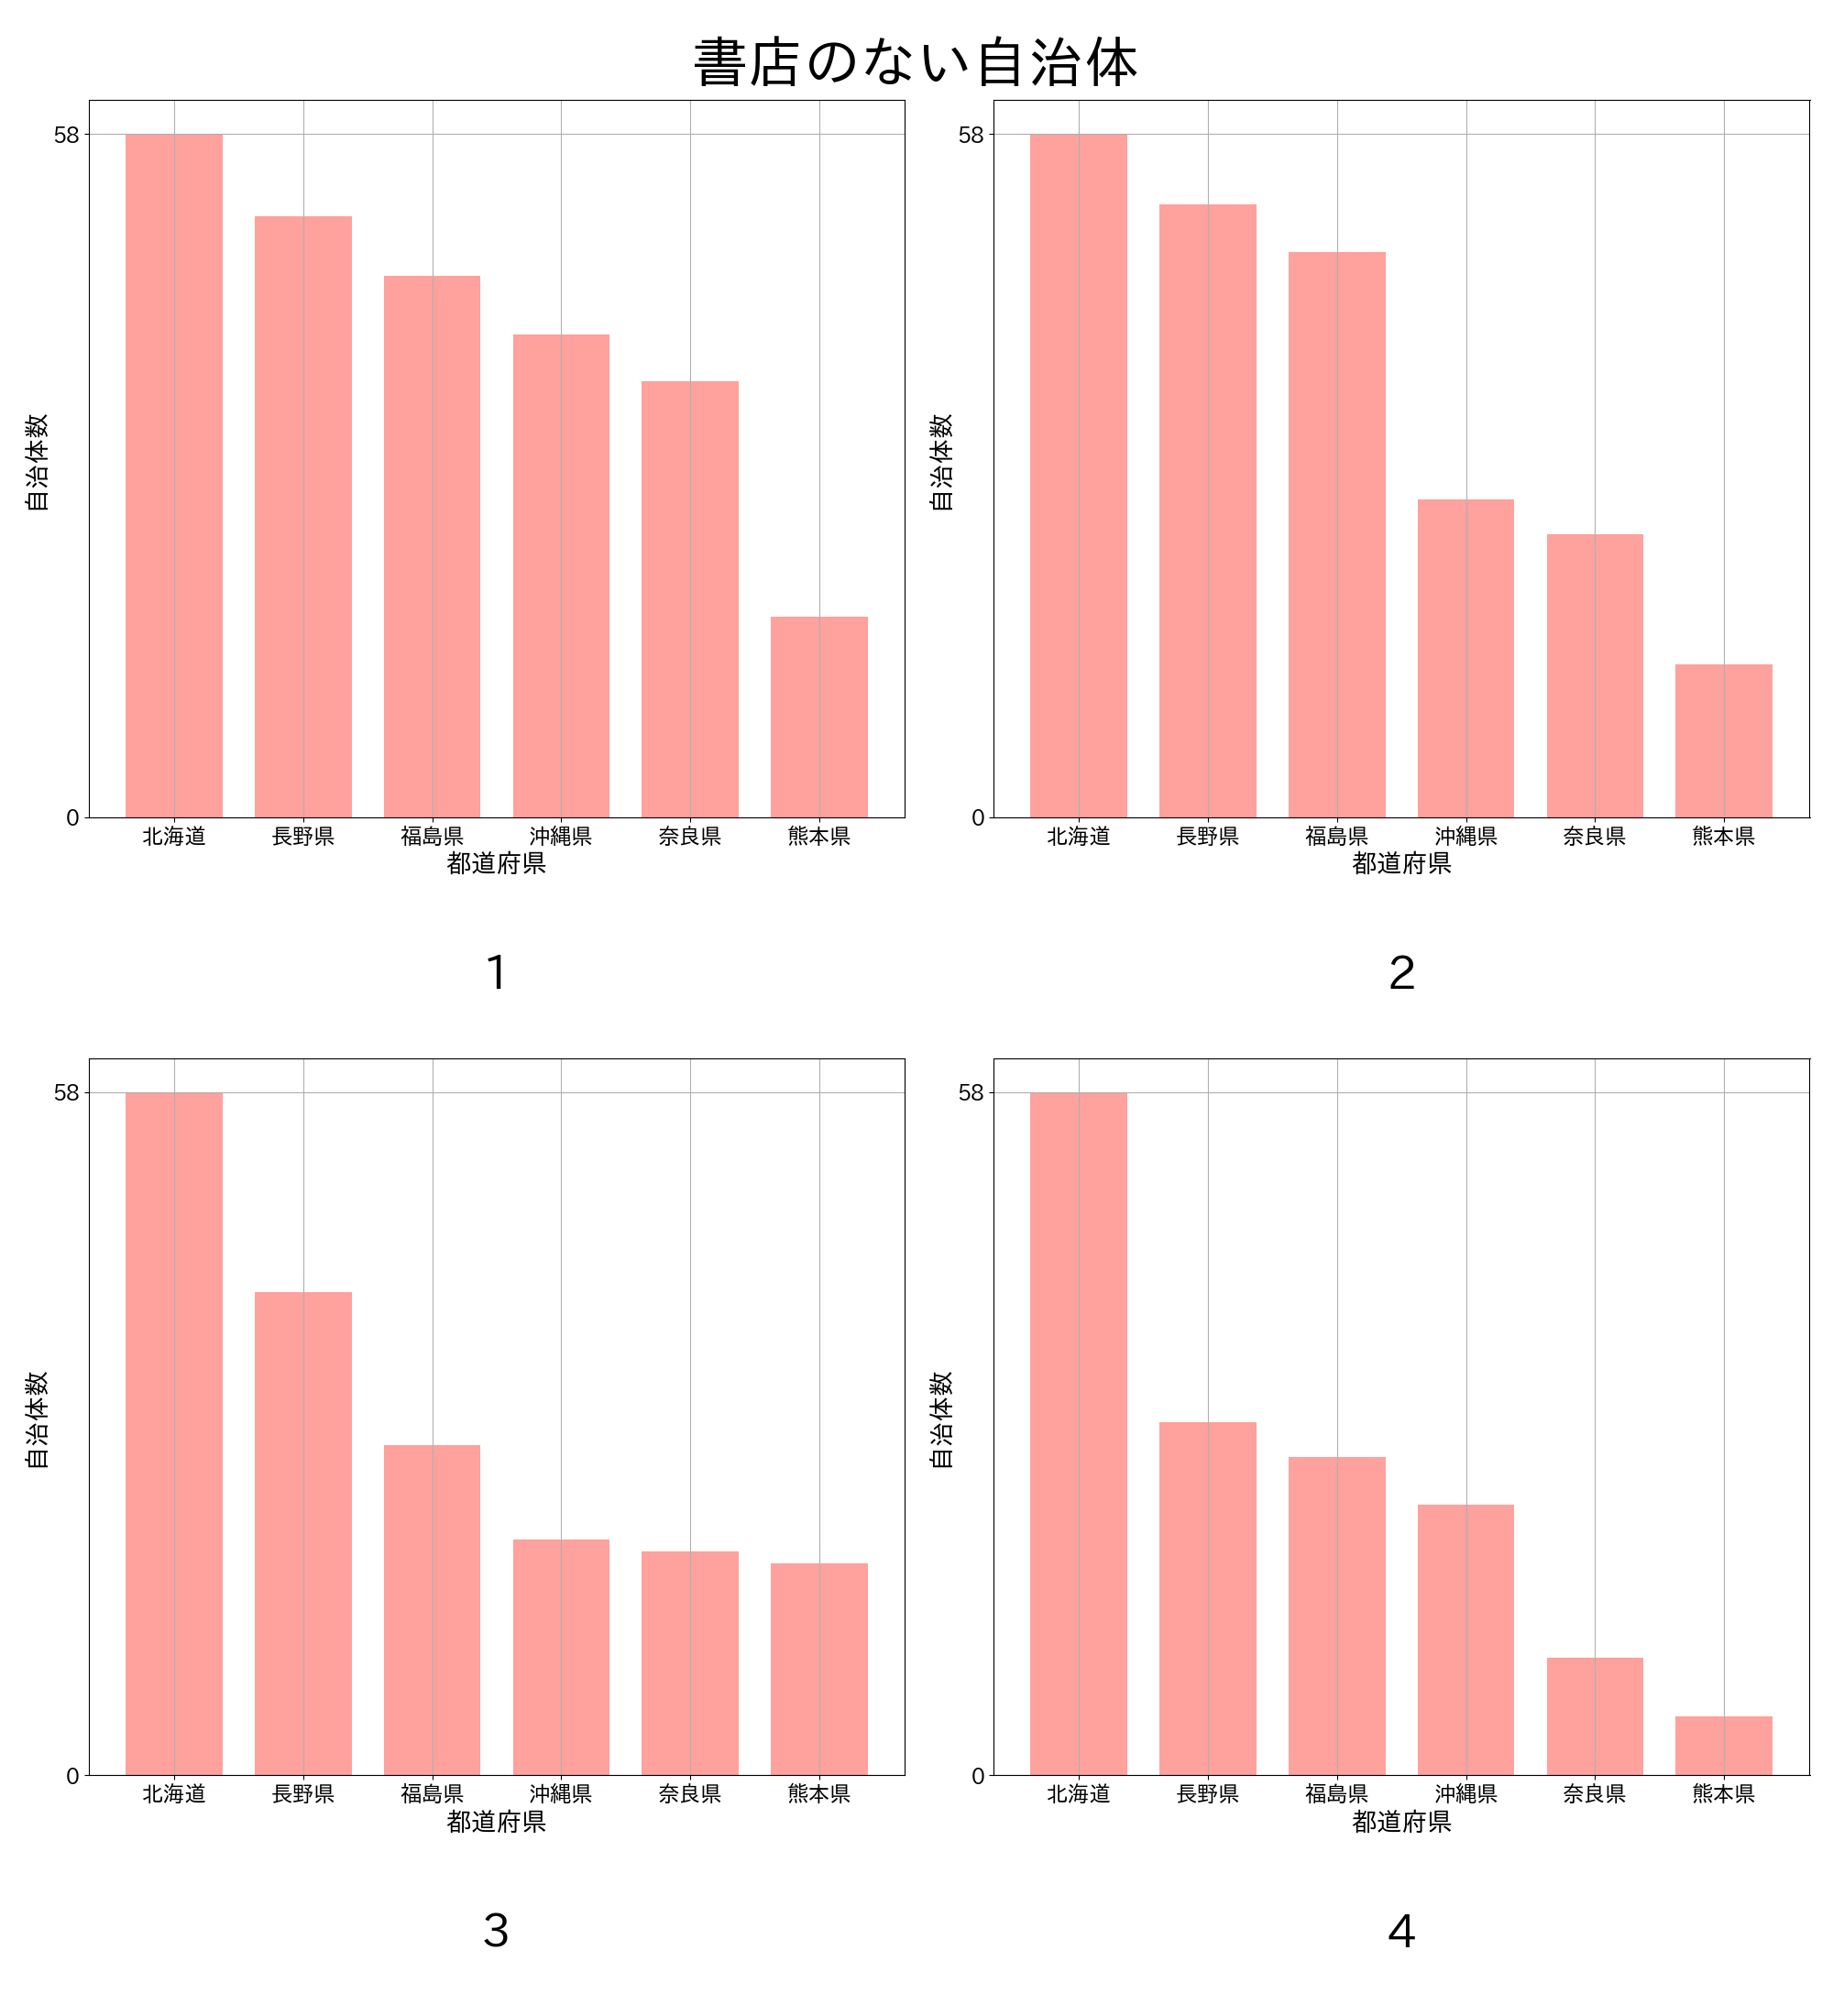 書店のない自治体
58
0
自治体数
北海道 長野県 福島県 沖縄県 奈良県 熊本県
都道府県
1
58
0
自治体数
北海道 長野県 福島県 沖縄県 奈良県 熊本県
都道府県
2
58
0
自治体数
北海道 長野県 福島県 沖縄県 奈良県 熊本県
都道府県
3
58
0
自治体数
北海道 長野県 福島県 沖縄県 奈良県 熊本県
都道府県
4